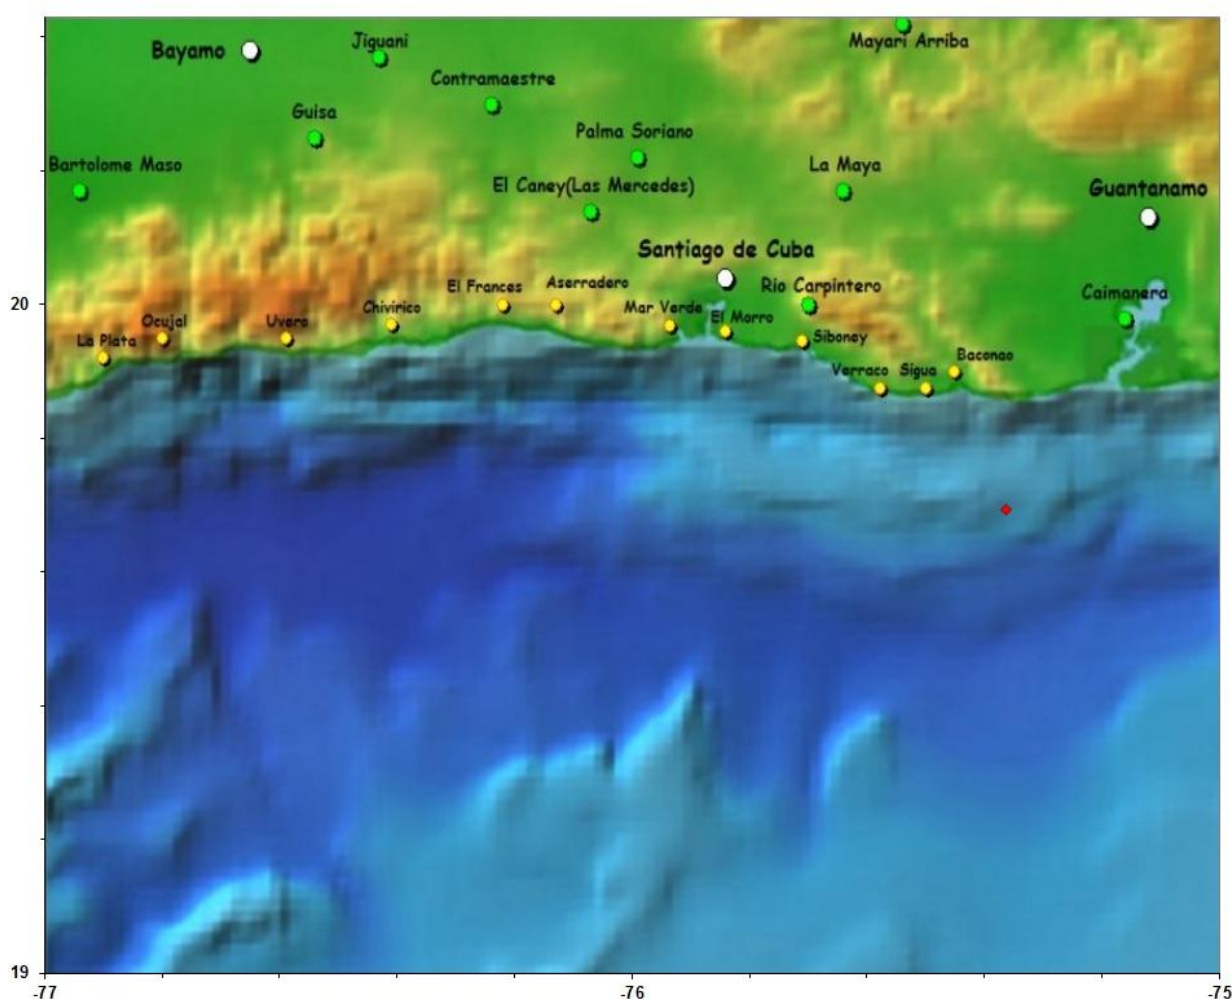 Bayamo
Jiguani
Mayari Arriba
Contramaestre
Guisa
Palma Soriano
Bartolome Maso
La Maya
El Caney(Las Mercedes)
Guantanamo
Santiago de Cuba
El Frances
Aserradero
Rio Carpintero
Caimanera
20
Chivirico
Mar Verde
El Morro
Ocujal
Uvero
La Plata
Siboney
Baconao
Verraco
Sigua
19
-77
-76
-75